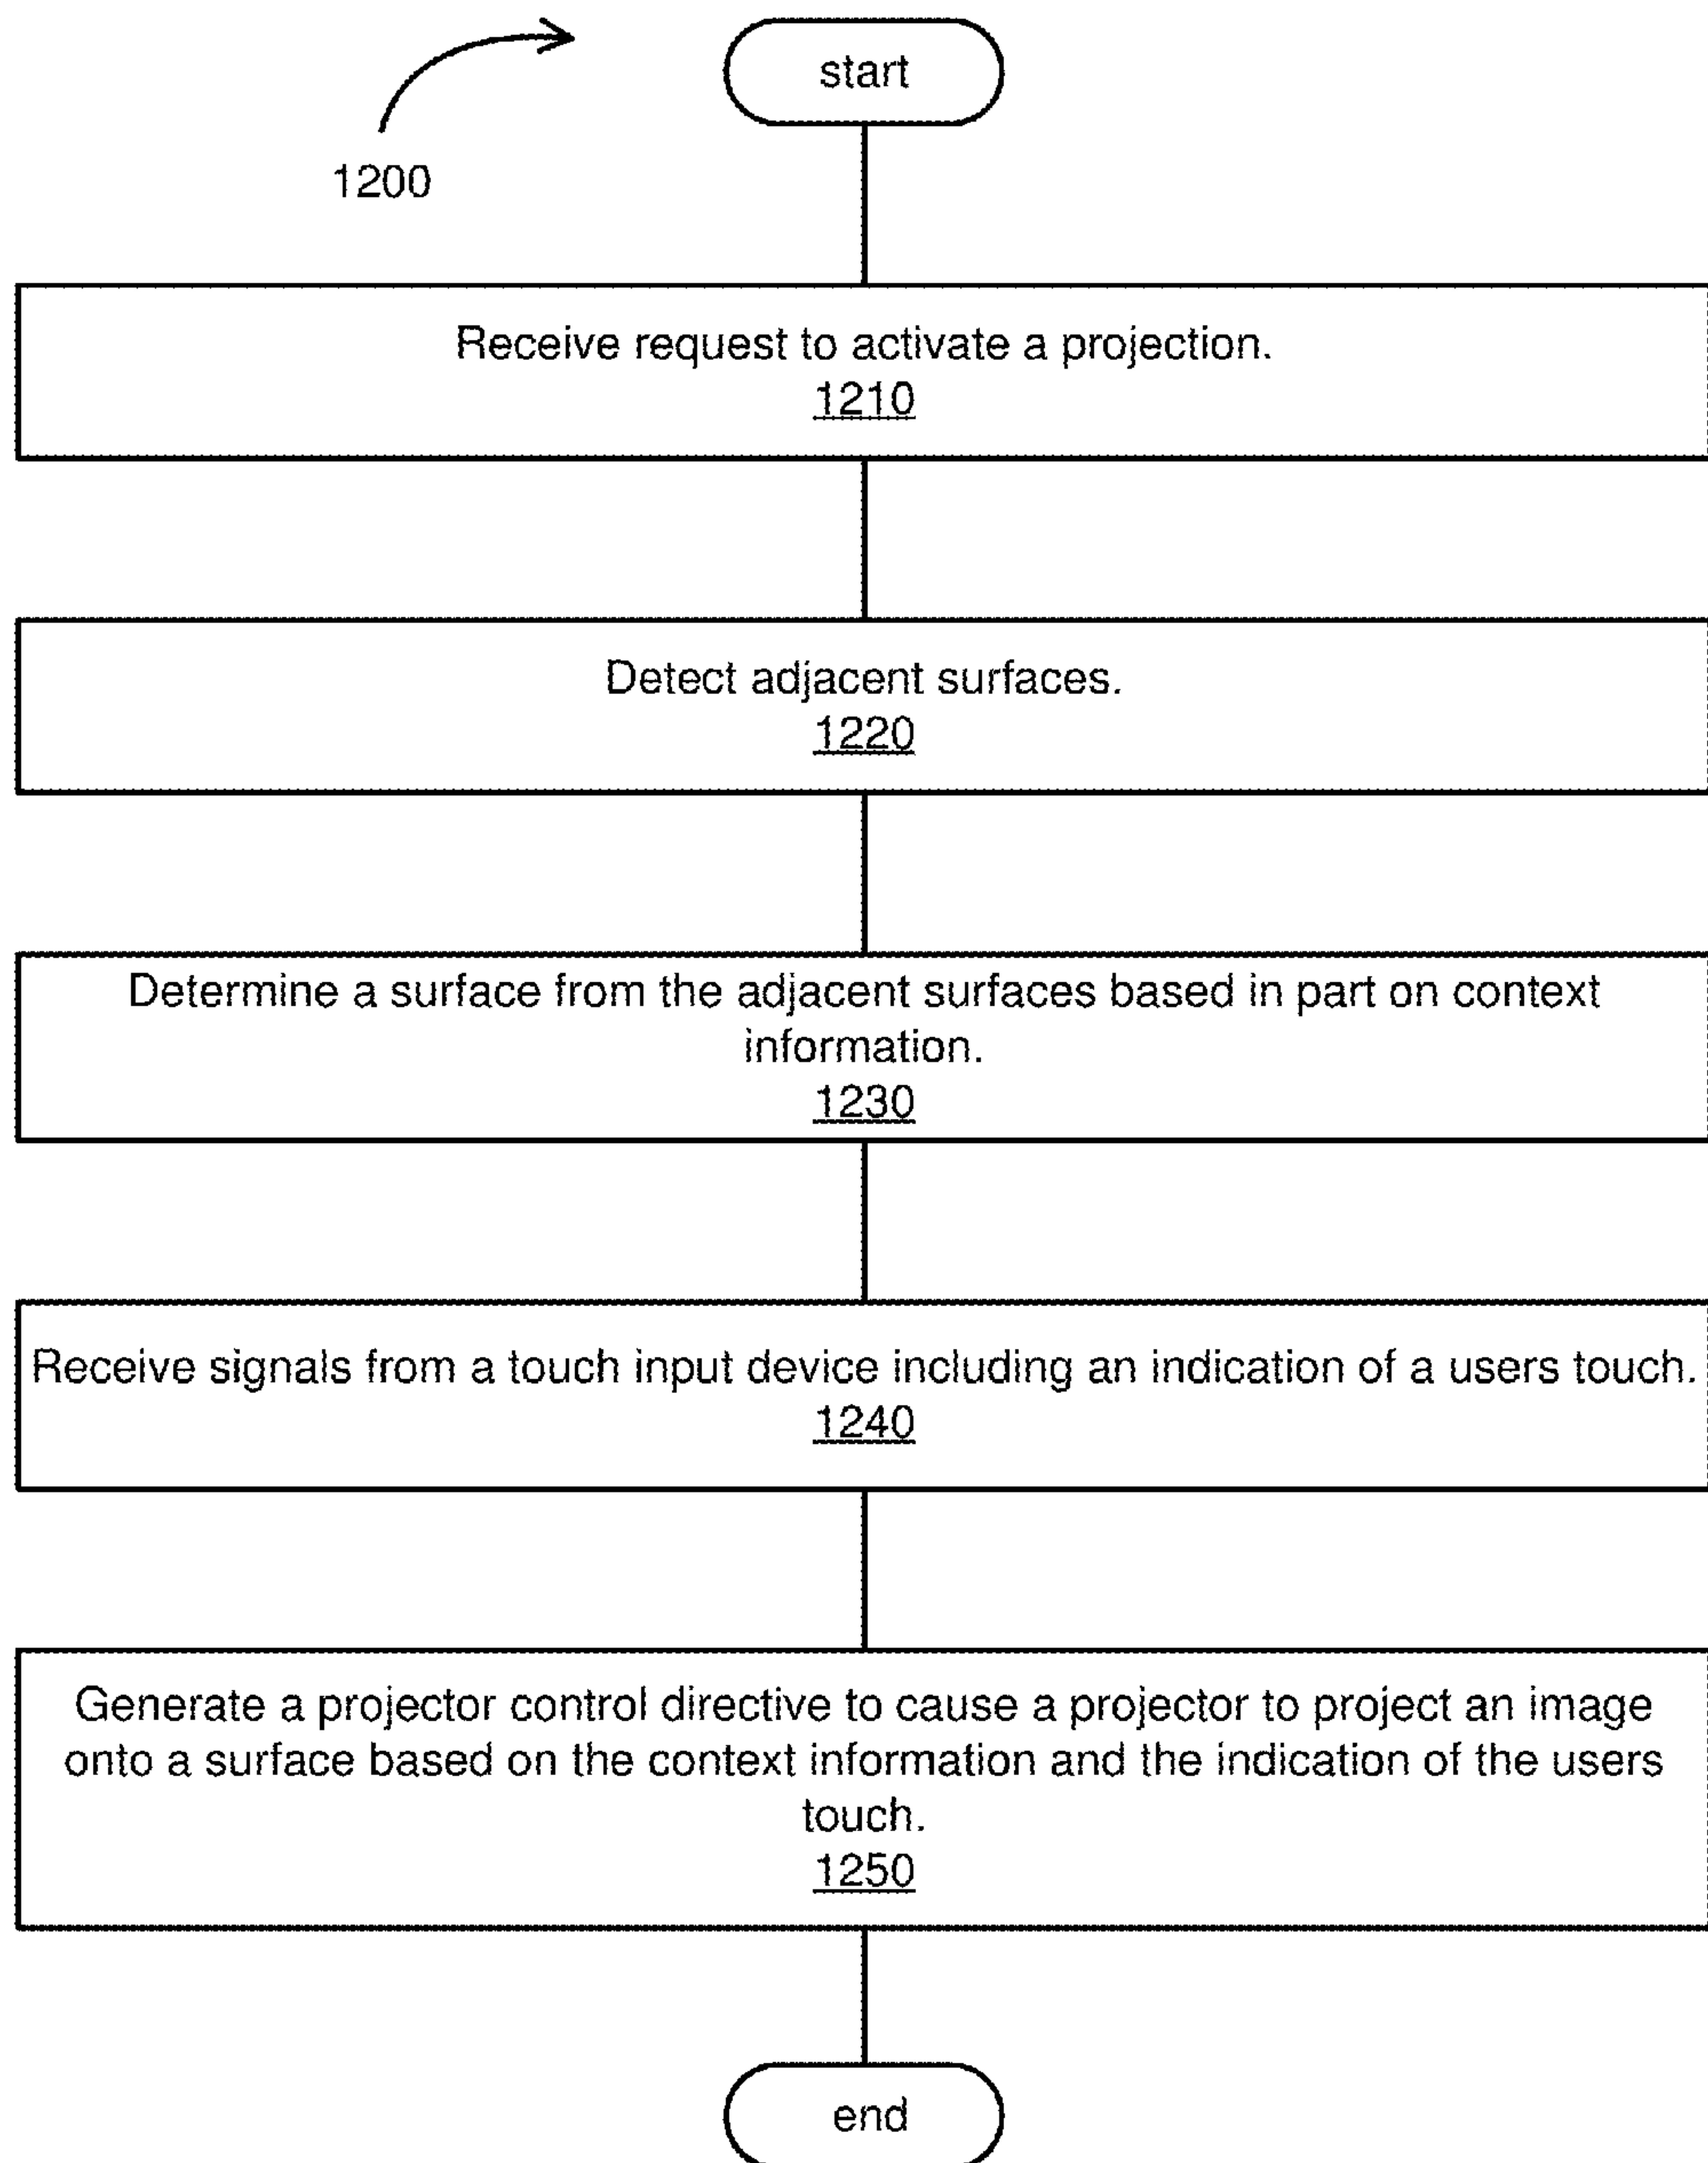 start
1200
Receive request to activate a projection.
1210
Detect adjacent surfaces.
1220
Determine a surface from the adjacent surfaces based in part on context
information.
1230
Receive signals from a touch input device including an indication of a users touch.
1240
Generate a projector control directive to cause a projector to project an image
onto a surface based on the context information and the indication of the users
touch.
1250
end